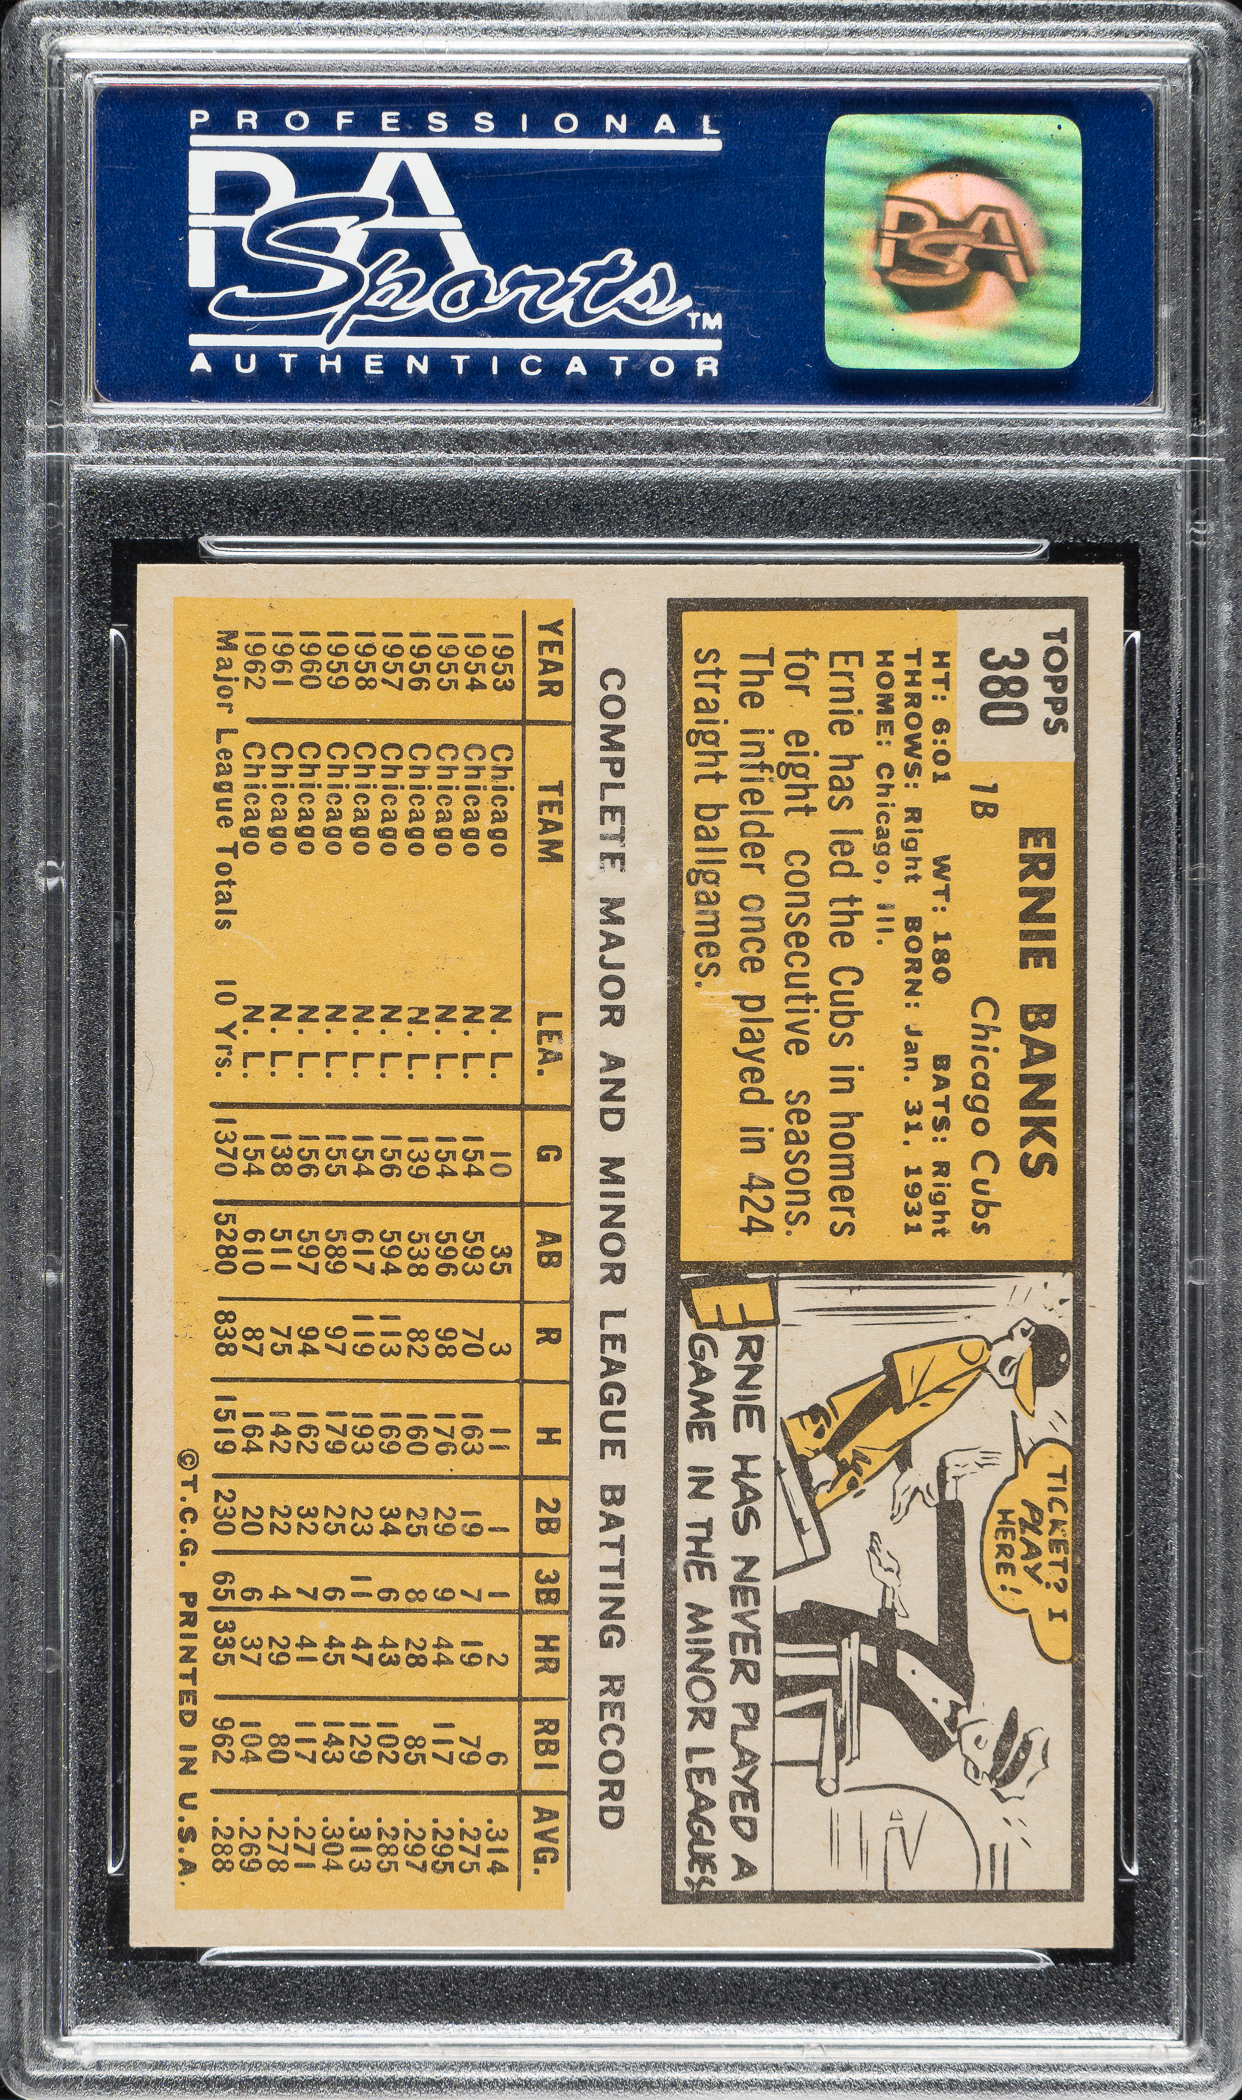 PROFESSIONAL
PSA
Sports™
AUTHENTICATOR
PSA
TOPPS
380
ERNIE BANKS
1B Chicago Cubs
HT: 6:01 WT: 180 BATS: Right
THROWS: Right BORN: Jan. 31, 1931
HOME: Chicago, Ill.
Ernie has led the Cubs in homers
for eight consecutive seasons.
The infielder once played in 424
straight ballgames.
TICKET? I
PLAY
HERE!
ERNIE HAS NEVER PLAYED A
GAME IN THE MINOR LEAGUES
COMPLETE MAJOR AND MINOR LEAGUE BATTING RECORD
YEAR TEAM LEA. G AB R H 2B 3B HR RBI AVG.
1953 Chicago N. L. 10 35 3 11 1 1 2 6 .314
1954 Chicago N. L. 154 593 70 163 19 7 19 79 .275
1955 Chicago N. L. 154 596 98 176 29 9 44 117 .295
1956 Chicago N. L. 139 538 82 160 25 8 28 85 .297
1957 Chicago N. L. 156 594 113 169 34 6 43 102 .285
1958 Chicago N. L. 154 617 119 193 23 11 47 129 .313
1959 Chicago N. L. 155 589 97 179 25 6 45 143 .304
1960 Chicago N. L. 156 597 94 162 32 7 41 117 .271
1961 Chicago N. L. 138 511 75 142 22 4 29 80 .278
1962 Chicago N. L. 154 610 87 164 20 6 37 104 .269
Major League Totals 10 Yrs. 1370 5280 838 1519 230 65 335 962 .288
©T.C.G. PRINTED IN U.S.A.